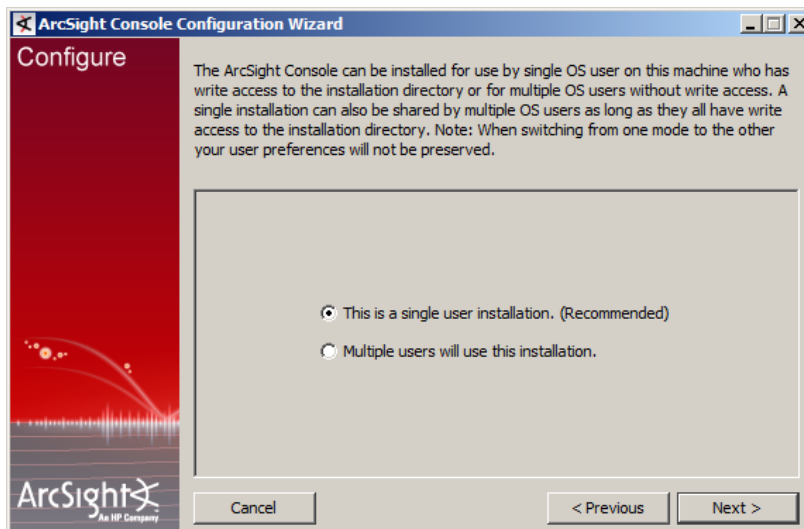 ArcSight Console Configuration Wizard
Configure
The ArcSight Console can be installed for use by single OS user on this machine who has
write access to the installation directory or for multiple OS users without write access. A
single installation can also be shared by multiple OS users as long as they all have write
access to the installation directory. Note: When switching from one mode to the other
your user preferences will not be preserved.
This is a single user installation. (Recommended)
Multiple users will use this installation.
ArcSight
An HP Company
Cancel
< Previous
Next >